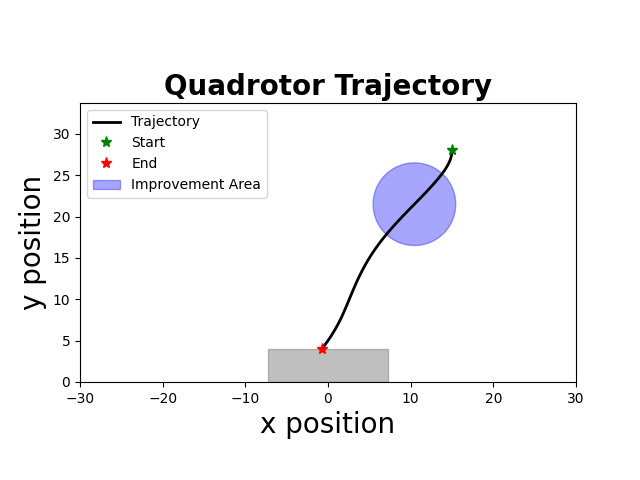 Quadrotor Trajectory
Trajectory
Start
End
Improvement Area
y position
30
25
20
15
10
5
0
−30
−20
−10
0
10
20
30
x position